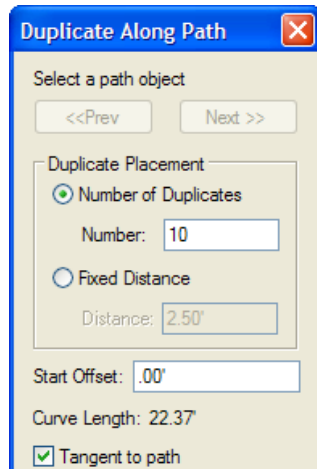 Duplicate Along Path
Select a path object
<<Prev Next >>
Duplicate Placement
Number of Duplicates
Number: 10
Fixed Distance
Distance: 2.50'
Start Offset: .00'
Curve Length: 22.37'
Tangent to path